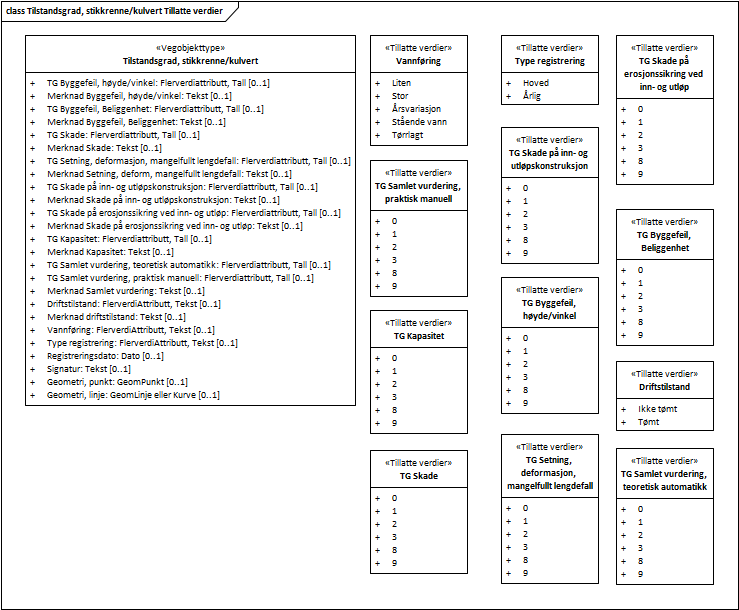 class Tilstandsgrad, stikkrenne/kulvert Tillatte verdier
«Vegobjekttype»
Tilstandsgrad, stikkrenne/kulvert
+ TG Byggefeil, høyde/vinkel: Flerverdiattributt, Tall [0..1]
+ Merknad Byggefeil, høyde/vinkel: Tekst [0..1]
+ TG Byggefeil, Beliggenhet: Flerverdiattributt, Tall [0..1]
+ Merknad Byggefeil, Beliggenhet: Tekst [0..1]
+ TG Skade: Flerverdiattributt, Tall [0..1]
+ Merknad Skade: Tekst [0..1]
+ TG Setning, deformasjon, mangelfullt lengdefall: Flerverdiattributt, Tall [0..1]
+ Merknad Setning, deform, mangelfullt lengdefall: Tekst [0..1]
+ TG Skade på inn- og utløpskonstruksjon: Flerverdiattributt, Tall [0..1]
+ Merknad Skade på inn- og utløpskonstruksjon: Tekst [0..1]
+ TG Skade på erosjonssikring ved inn- og utløp: Flerverdiattributt, Tall [0..1]
+ Merknad Skade på erosjonssikring ved inn- og utløp: Tekst [0..1]
+ TG Kapasitet: Flerverdiattributt, Tall [0..1]
+ Merknad Kapasitet: Tekst [0..1]
+ TG Samlet vurdering, teoretisk automatikk: Flerverdiattributt, Tall [0..1]
+ TG Samlet vurdering, praktisk manuell: Flerverdiattributt, Tall [0..1]
+ Merknad Samlet vurdering: Tekst [0..1]
+ Driftstilstand: FlerverdiAttributt, Tekst [0..1]
+ Merknad driftstilstand: Tekst [0..1]
+ Vannføring: FlerverdiAttributt, Tekst [0..1]
+ Type registrering: FlerverdiAttributt, Tekst [0..1]
+ Registreringsdato: Dato [0..1]
+ Signatur: Tekst [0..1]
+ Geometri, punkt: GeomPunkt [0..1]
+ Geometri, linje: GeomLinje eller Kurve [0..1]
«Tillatte verdier»
Vannføring
+ Liten
+ Stor
+ Årsvariasjon
+ Stående vann
+ Tørrlagt
«Tillatte verdier»
TG Samlet vurdering,
praktisk manuell
+ 0
+ 1
+ 2
+ 3
+ 8
+ 9
«Tillatte verdier»
TG Kapasitet
+ 0
+ 1
+ 2
+ 3
+ 8
+ 9
«Tillatte verdier»
TG Skade
+ 0
+ 1
+ 2
+ 3
+ 8
+ 9
«Tillatte verdier»
Type registrering
+ Hoved
+ Årlig
«Tillatte verdier»
TG Skade på inn- og
utløpskonstruksjon
+ 0
+ 1
+ 2
+ 3
+ 8
+ 9
«Tillatte verdier»
TG Byggefeil,
høyde/vinkel
+ 0
+ 1
+ 2
+ 3
+ 8
+ 9
«Tillatte verdier»
TG Setning,
deformasjon,
mangelfullt lengdefall
+ 0
+ 1
+ 2
+ 3
+ 8
+ 9
«Tillatte verdier»
TG Skade på
erosjonssikring ved
inn- og utløp
+ 0
+ 1
+ 2
+ 3
+ 8
+ 9
«Tillatte verdier»
TG Byggefeil,
Beliggenhet
+ 0
+ 1
+ 2
+ 3
+ 8
+ 9
«Tillatte verdier»
Driftstilstand
+ Ikke tømt
+ Tømt
«Tillatte verdier»
TG Samlet vurdering,
teoretisk automatikk
+ 0
+ 1
+ 2
+ 3
+ 8
+ 9